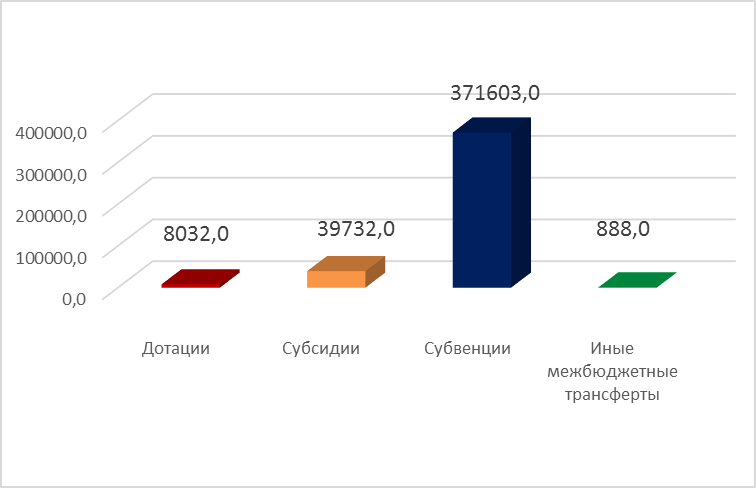 371603,0
400000,0
300000,0
200000,0
100000,0
0,0
8032,0
39732,0
888,0
Дотации
Субсидии
Субвенции
Иные
межбюджетные
трансферты